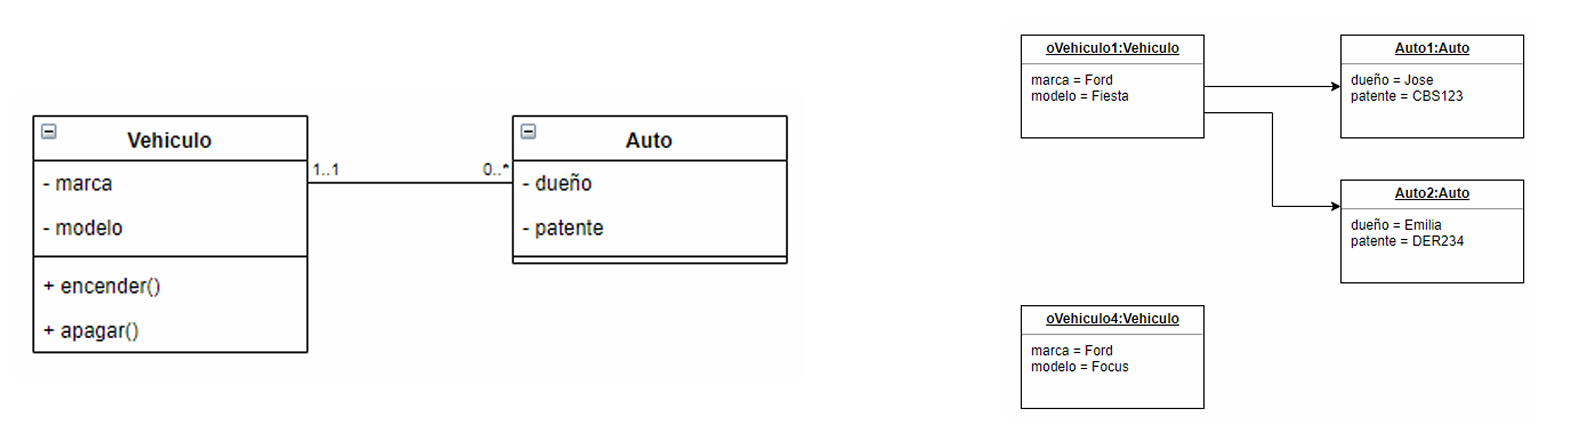 Vehiculo
- marca
- modelo
+ encender()
+ apagar()
1..1
0..*
Auto
- dueño
- patente
oVehiculo1:Vehiculo
marca = Ford
modelo = Fiesta
Auto1:Auto
dueño = Jose
patente = CBS123
Auto2:Auto
dueño = Emilia
patente = DER234
oVehiculo4:Vehiculo
marca = Ford
modelo = Focus